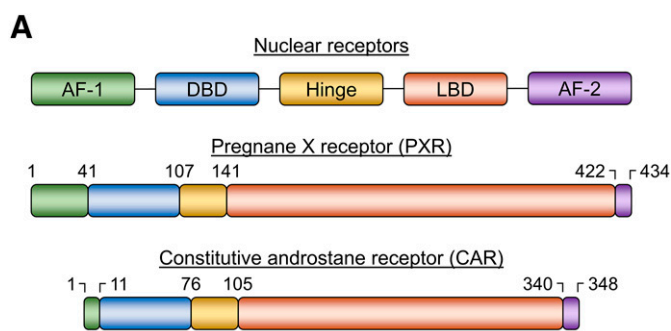 A
Nuclear receptors
AF-1 DBD Hinge LBD AF-2
Pregnane X receptor (PXR)
1 41 107 141 422 434
Constitutive androstane receptor (CAR)
1 11 76 105 340 348